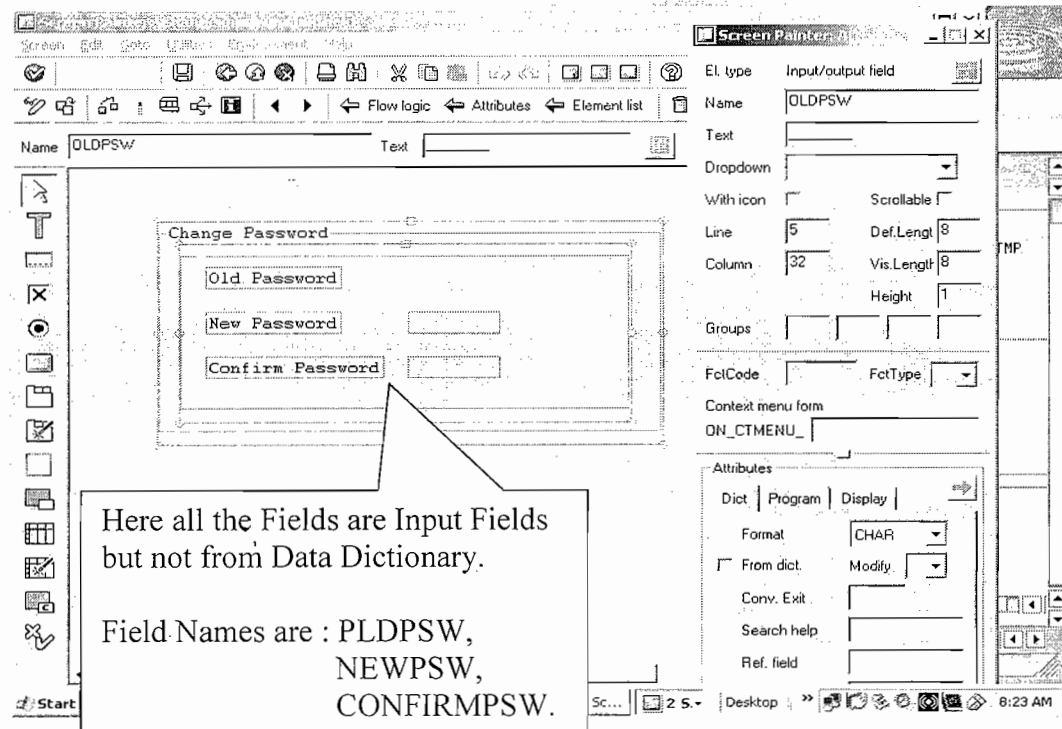 Screen Painter
Screen Edit Goto
Flow logic Attributes Element list
Name OLDPSW Text
Change Password
Old Password
New Password
Confirm Password
Here all the Fields are Input Fields
but not from Data Dictionary.
Field Names are : PLDPSW,
NEWPSW,
CONFIRMPSW.
El. type Input/output field
Name OLDPSW
Text
Dropdown
With icon Scrollable
Line 5 Def.Lengt 8
Column 32 Vis.Lengtl 8
Height 1
Groups
FctCode FctType
Context menu form
ON_CTMENU_
Attributes
Dict Program Display
Format CHAR
From dict. Modify.
Conv. Exit
Search help
Ref. field
TMP
Start Sc... 2 S. Desktop » 8:23 AM